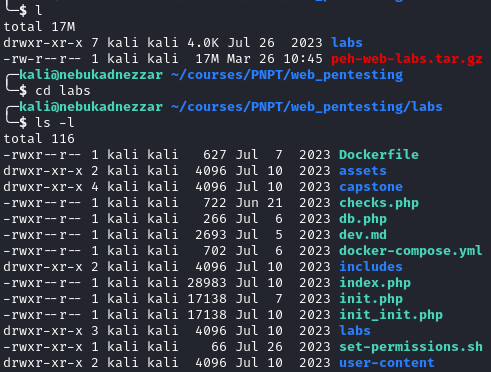 └─$ l
total 17M
drwxr-xr-x 7 kali kali 4.0K Jul 26  2023 labs
-rw-r--r-- 1 kali kali  17M Mar 26 10:45 peh-web-labs.tar.gz
┌─kali@nebukadnezzar ~/courses/PNPT/web_pentesting
└─$ cd labs
┌─kali@nebukadnezzar ~/courses/PNPT/web_pentesting/labs
└─$ ls -l
total 116
-rwxr--r-- 1 kali kali   627 Jul  7  2023 Dockerfile
drwxr-xr-x 2 kali kali  4096 Jul 10  2023 assets
drwxr-xr-x 4 kali kali  4096 Jul 10  2023 capstone
-rwxr--r-- 1 kali kali   722 Jun 21  2023 checks.php
-rwxr--r-- 1 kali kali   266 Jul  6  2023 db.php
-rwxr--r-- 1 kali kali  2693 Jul  5  2023 dev.md
-rwxr--r-- 1 kali kali   702 Jul  6  2023 docker-compose.yml
drwxr-xr-x 2 kali kali  4096 Jul 10  2023 includes
-rwxr--r-- 1 kali kali 28983 Jul 10  2023 index.php
-rwxr--r-- 1 kali kali 17138 Jul  7  2023 init.php
-rwxr--r-- 1 kali kali 17138 Jul 10  2023 init_init.php
drwxr-xr-x 3 kali kali  4096 Jul 10  2023 labs
-rwxr--r-- 1 kali kali    66 Jul 26  2023 set-permissions.sh
drwxr-xr-x 2 kali kali  4096 Jul 10  2023 user-content